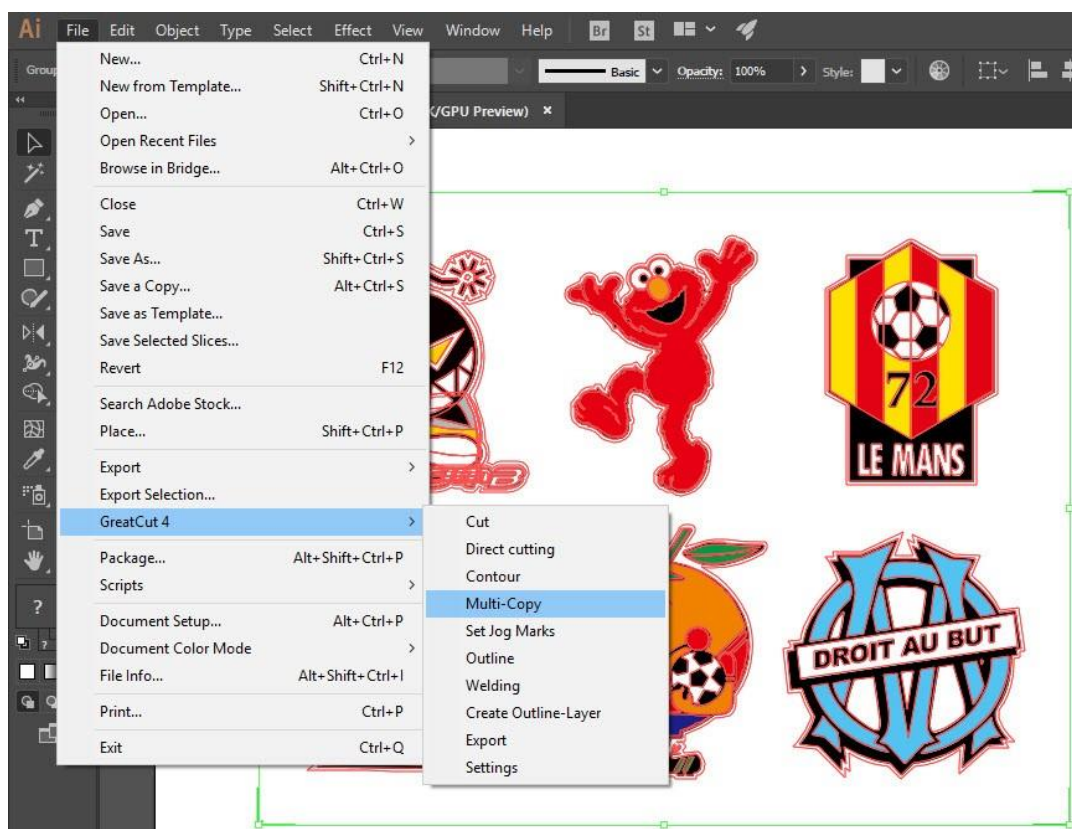 Ai File Edit Object Type Select Effect View Window Help Br St
Group
Basic Opacity: 100% Style:
/GPU Preview) ×
New... Ctrl+N
New from Template... Shift+Ctrl+N
Open... Ctrl+O
Open Recent Files
Browse in Bridge... Alt+Ctrl+O
Close Ctrl+W
Save Ctrl+S
Save As... Shift+Ctrl+S
Save a Copy... Alt+Ctrl+S
Save as Template...
Save Selected Slices...
Revert F12
Search Adobe Stock...
Place... Shift+Ctrl+P
Export
Export Selection...
GreatCut 4
Package... Alt+Shift+Ctrl+P
Scripts
Document Setup... Alt+Ctrl+P
Document Color Mode
File Info... Alt+Shift+Ctrl+I
Print... Ctrl+P
Exit Ctrl+Q
Cut
Direct cutting
Contour
Multi-Copy
Set Jog Marks
Outline
Welding
Create Outline-Layer
Export
Settings
72
LE MANS
DROIT AU BUT